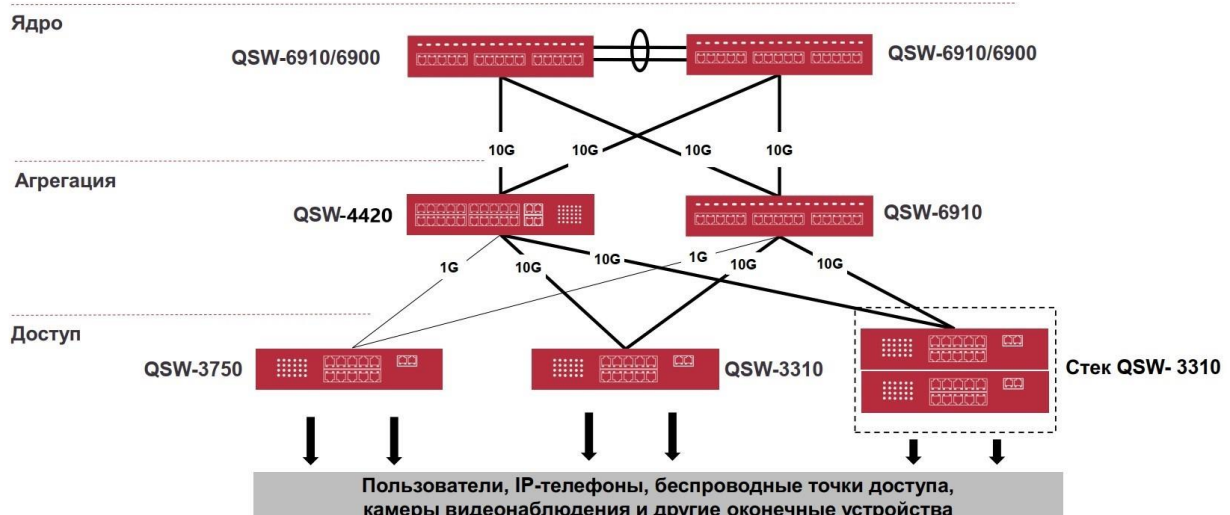 Ядро
QSW-6910/6900
QSW-6910/6900
10G
10G
10G
10G
Агрегация
QSW-4420
QSW-6910
1G
10G
10G
1G
10G
10G
Доступ
QSW-3750
QSW-3310
Стек QSW- 3310
Пользователи, IP-телефоны, беспроводные точки доступа,
камеры видеонаблюдения и другие оконечные устройства